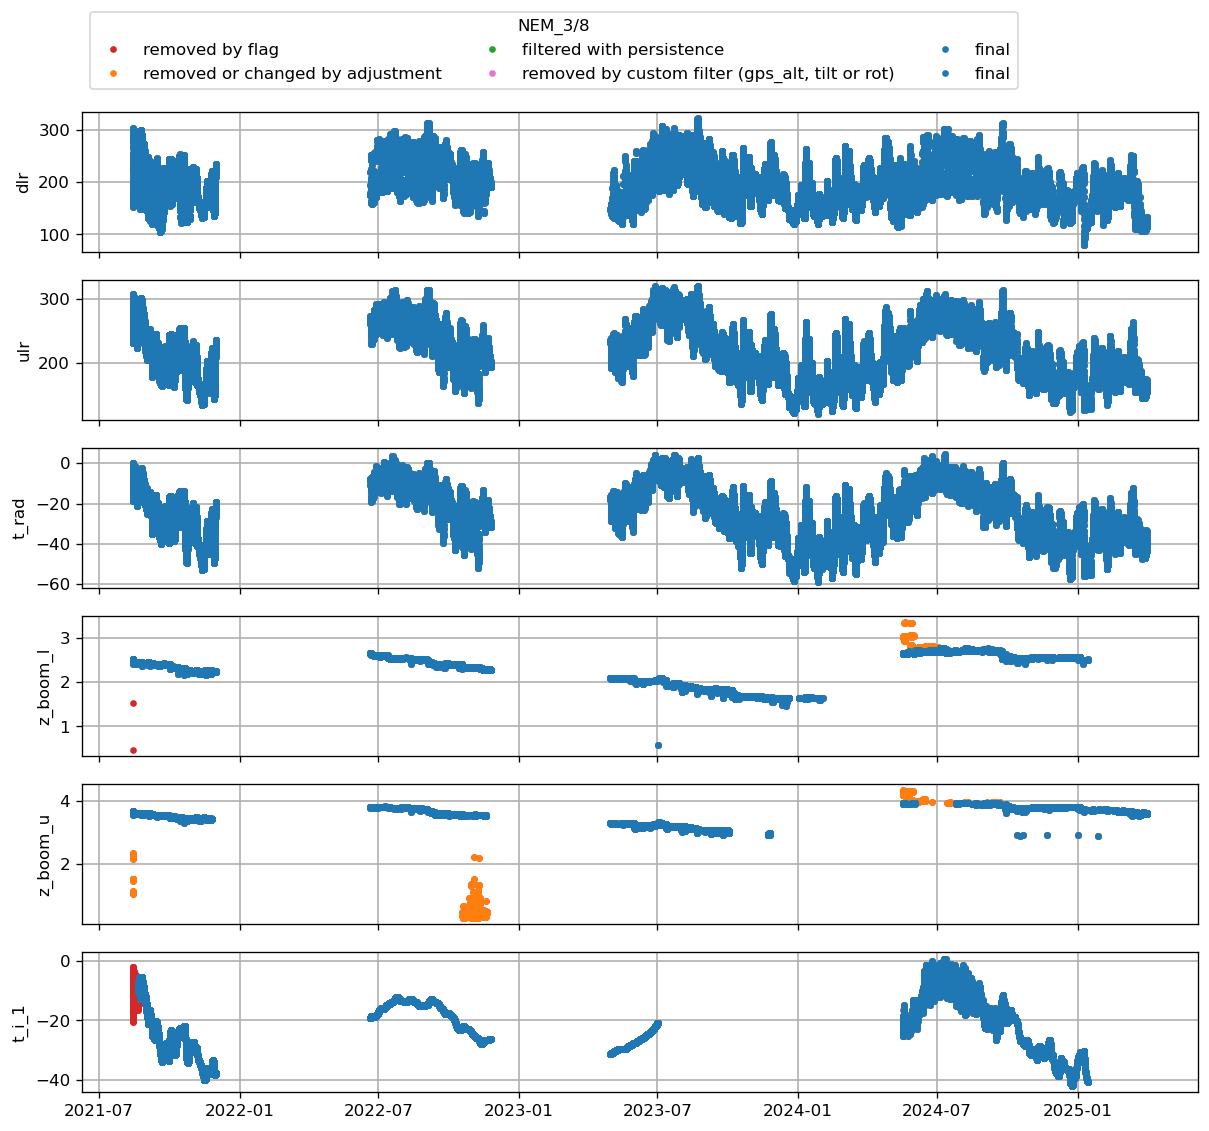 NEM_3/8
removed by flag
filtered with persistence
final
removed or changed by adjustment
removed by custom filter (gps_alt, tilt or rot)
final
300
200
100
dlr
300
200
ulr
0
−20
−40
−60
t_rad
3
2
1
z_boom_l
4
2
z_boom_u
0
−20
−40
t_i_1
2021-07
2022-01
2022-07
2023-01
2023-07
2024-01
2024-07
2025-01